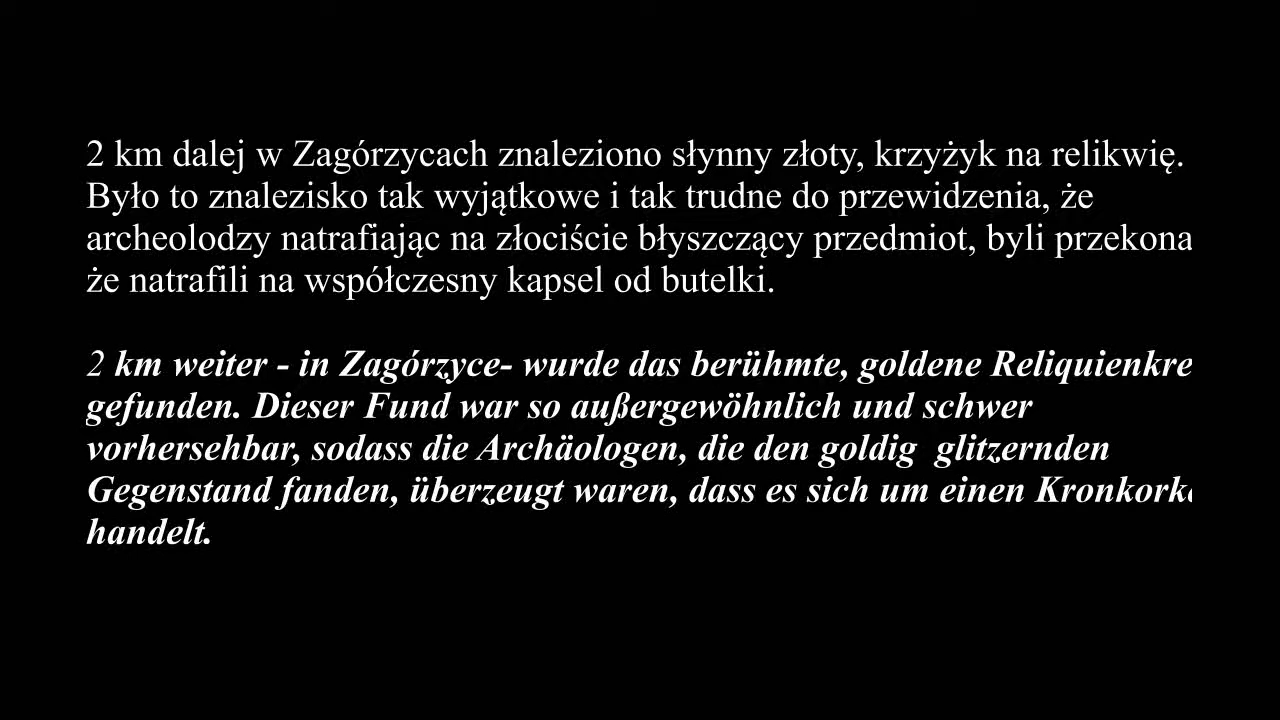 2 km dalej w Zagórzycach znaleziono słynny złoty, krzyżyk na relikwię.
Było to znalezisko tak wyjątkowe i tak trudne do przewidzenia, że
archeolodzy natrafiając na złociście błyszczący przedmiot, byli przekona
że natrafili na współczesny kapsel od butelki.
2 km weiter - in Zagórzyce- wurde das berühmte, goldene Reliquienkre
gefunden. Dieser Fund war so außergewöhnlich und schwer
vorhersehbar, sodass die Archäologen, die den goldig  glitzernden
Gegenstand fanden, überzeugt waren, dass es sich um einen Kronkork
handelt.